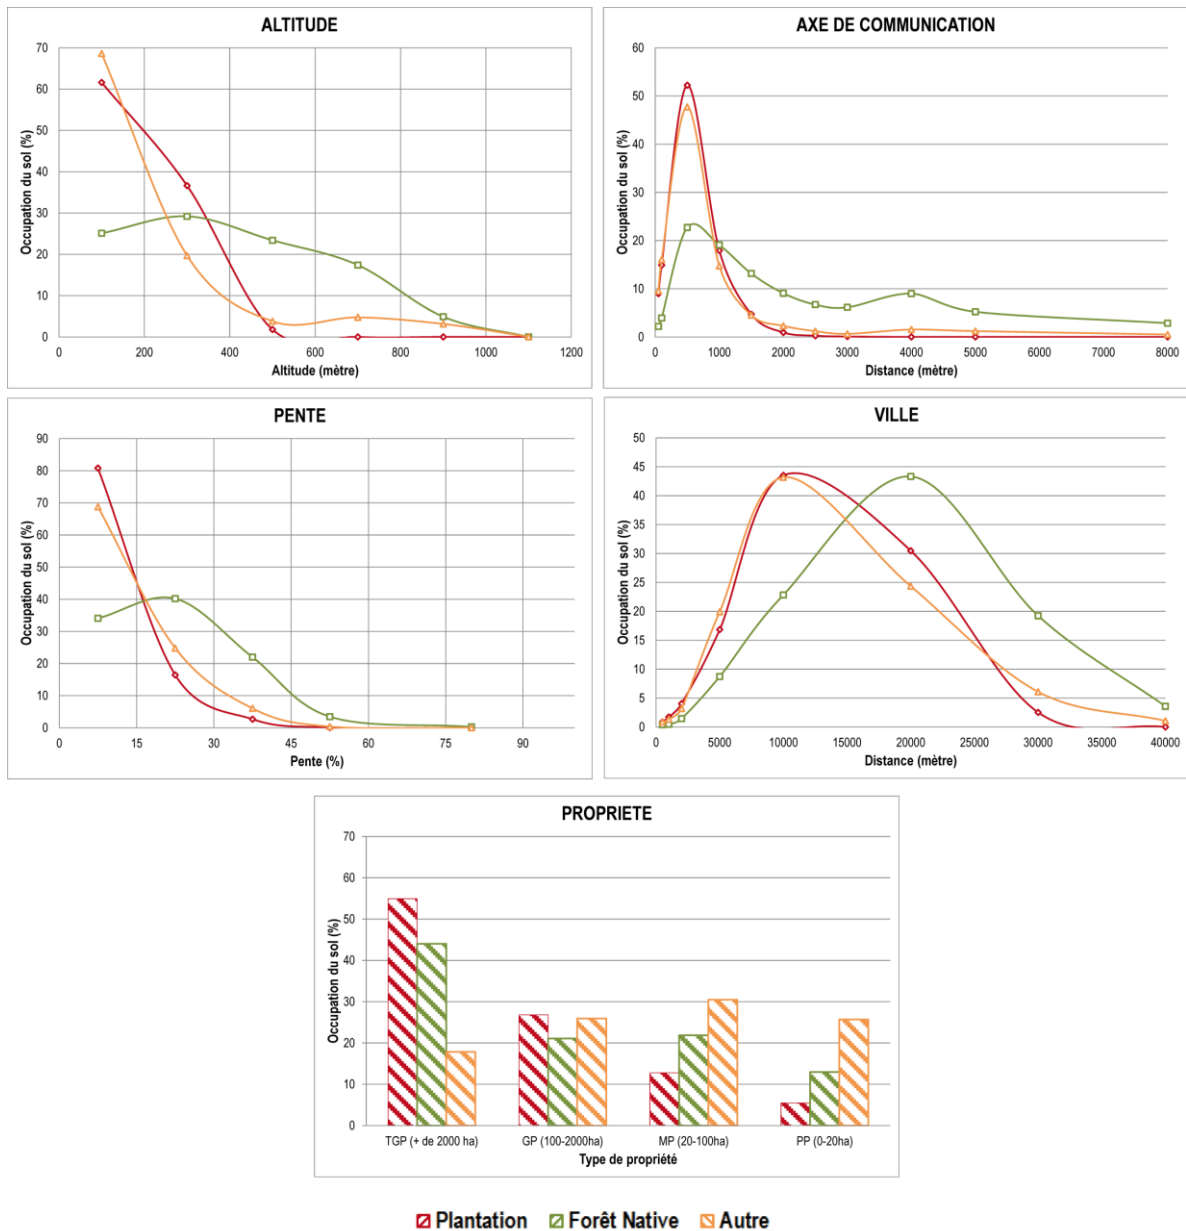 ALTITUDE
Occupation du sol (%)
70
60
50
40
30
20
10
0
0 200 400 600 800 1000 1200
Altitude (mètre)
AXE DE COMMUNICATION
Occupation du sol (%)
60
50
40
30
20
10
0
0 1000 2000 3000 4000 5000 6000 7000 8000
Distance (mètre)
PENTE
Occupation du sol (%)
90
80
70
60
50
40
30
20
10
0
0 15 30 45 60 75 90
Pente (%)
VILLE
Occupation du sol (%)
50
45
40
35
30
25
20
15
10
5
0
0 5000 10000 15000 20000 25000 30000 35000 40000
Distance (mètre)
PROPRIETE
Occupation du sol (%)
70
60
50
40
30
20
10
0
TGP (+ de 2000 ha) GP (100-2000ha) MP (20-100ha) PP (0-20ha)
Type de propriété
Plantation Forêt Native Autre